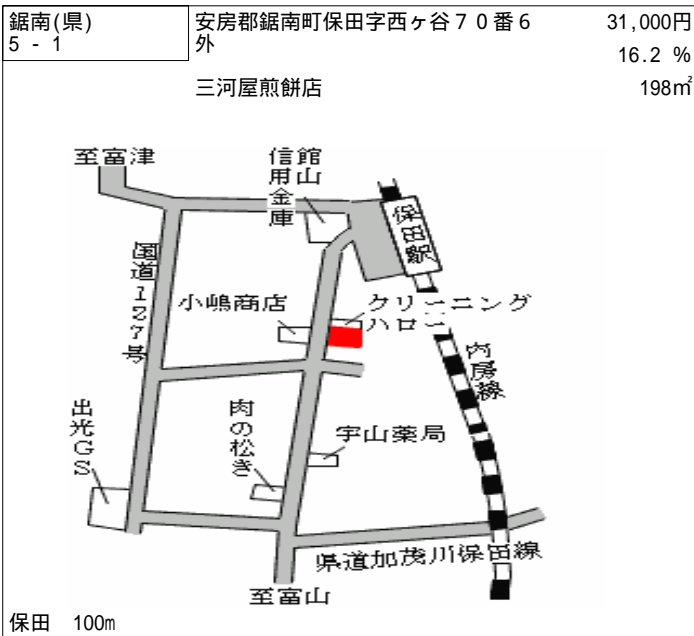 鋸南(県)
5 - 1
安房郡鋸南町保田字西ヶ谷７０番６
外
31,000円
16.2 %
三河屋煎餅店
198㎡
至富津
館山
信用金庫
保田駅
国道127号
小嶋商店
クリーニング
ハロー
内房線
出光GS
肉の松き
宇山薬局
県道加茂川保田線
至富山
保田 100m